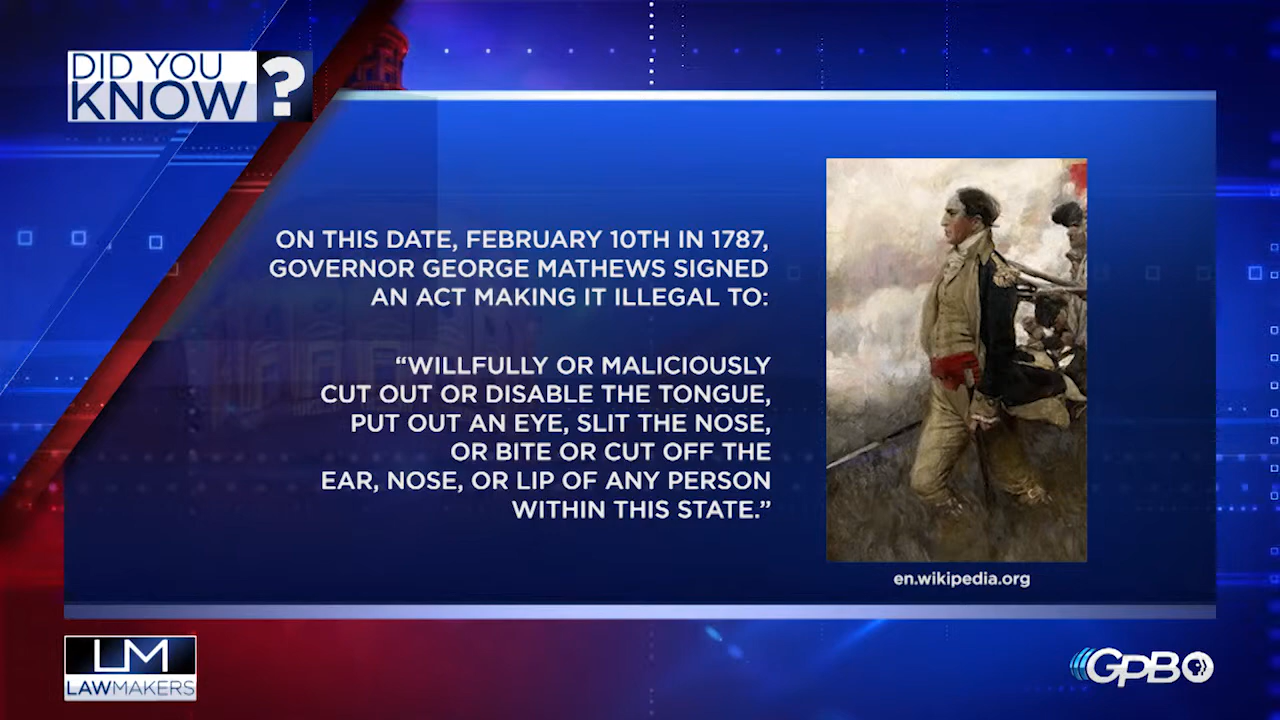 DID YOU
KNOW?
ON THIS DATE, FEBRUARY 10TH IN 1787,
GOVERNOR GEORGE MATHEWS SIGNED
AN ACT MAKING IT ILLEGAL TO:
“WILLFULLY OR MALICIOUSLY
CUT OUT OR DISABLE THE TONGUE,
PUT OUT AN EYE, SLIT THE NOSE,
OR BITE OR CUT OFF THE
EAR, NOSE, OR LIP OF ANY PERSON
WITHIN THIS STATE.”
en.wikipedia.org
LM
LAWMAKERS
GPB